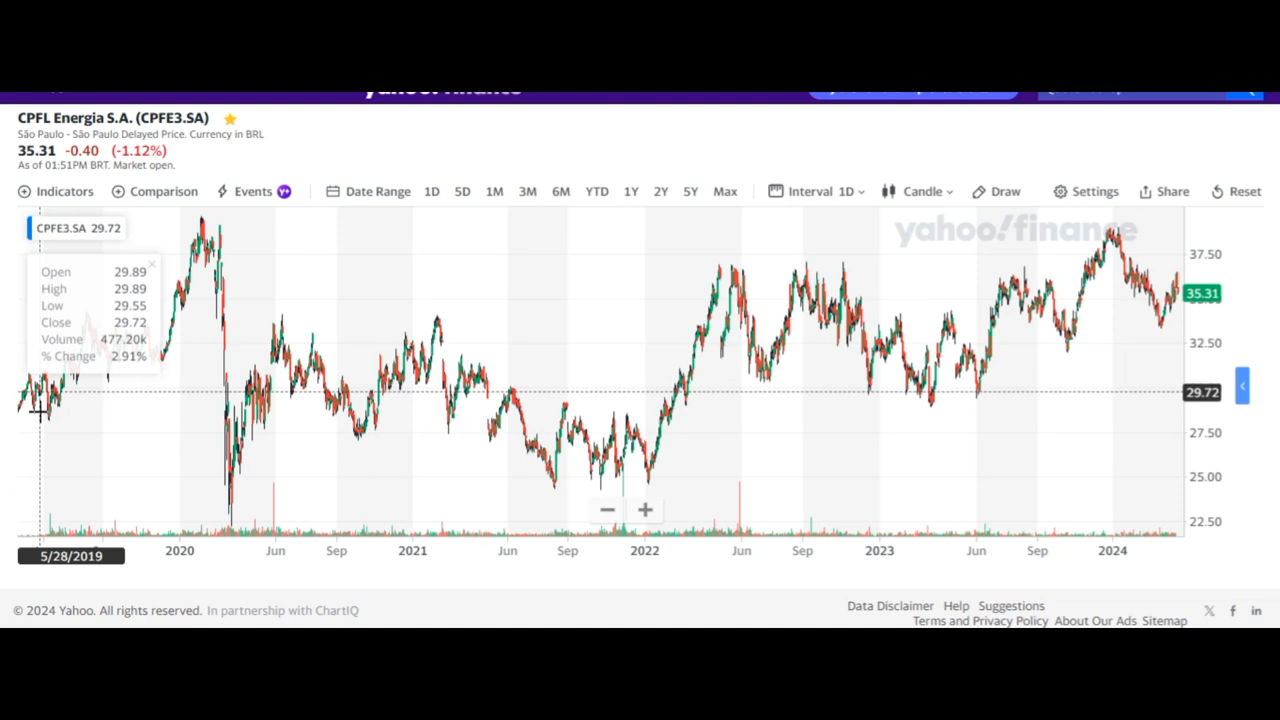 CPFL Energia S.A. (CPFE3.SA)
São Paulo - São Paulo Delayed Price. Currency in BRL
35.31 -0.40 (-1.12%)
As of 01:51PM BRT. Market open.
Indicators Comparison Events Y+ Date Range 1D 5D 1M 3M 6M YTD 1Y 2Y 5Y Max Interval 1D Candle Draw Settings Share Reset
CPFE3.SA 29.72
yahoo!finance
Open 29.89
High 29.89
Low 29.55
Close 29.72
Volume 477.20k
% Change 2.91%
37.50
35.31
32.50
29.72
27.50
25.00
22.50
5/28/2019 2020 Jun Sep 2021 Jun Sep 2022 Jun Sep 2023 Jun Sep 2024
© 2024 Yahoo. All rights reserved. In partnership with ChartIQ
Data Disclaimer Help Suggestions
Terms and Privacy Policy About Our Ads Sitemap